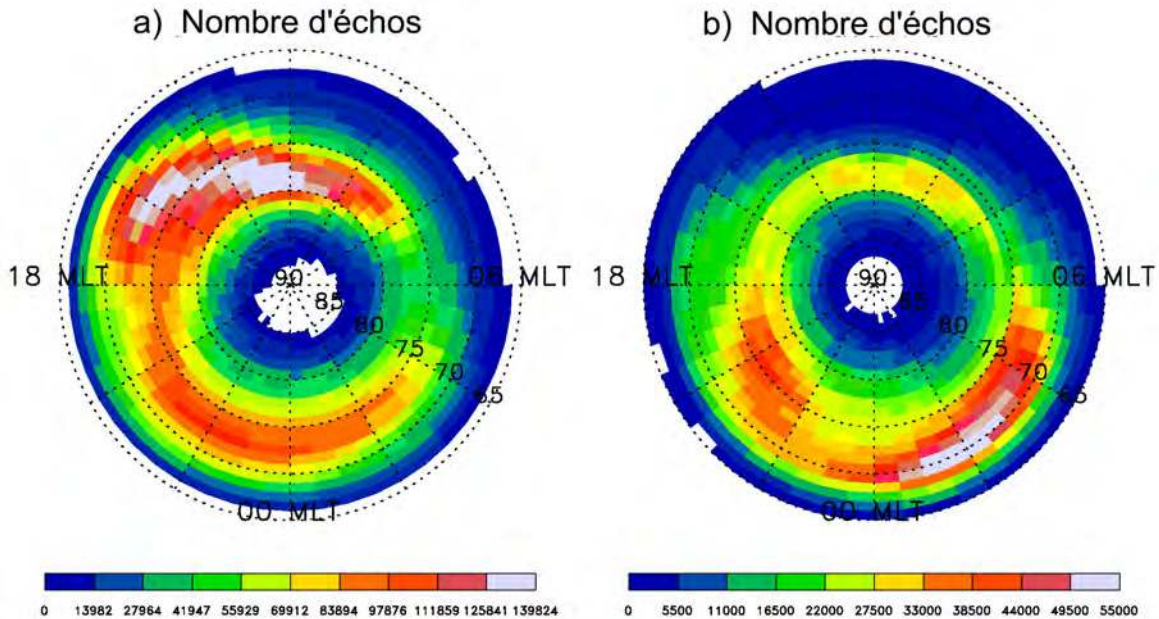 a) Nombre d'échos
b) Nombre d'échos
18 MLT
90
06 MLT
85
80
75
70
65
00 MLT
18 MLT
90
06 MLT
85
80
75
70
65
00 MLT
0 13982 27964 41947 55929 69912 83894 97876 111859 125841 139824
0 5500 11000 16500 22000 27500 33000 38500 44000 49500 55000